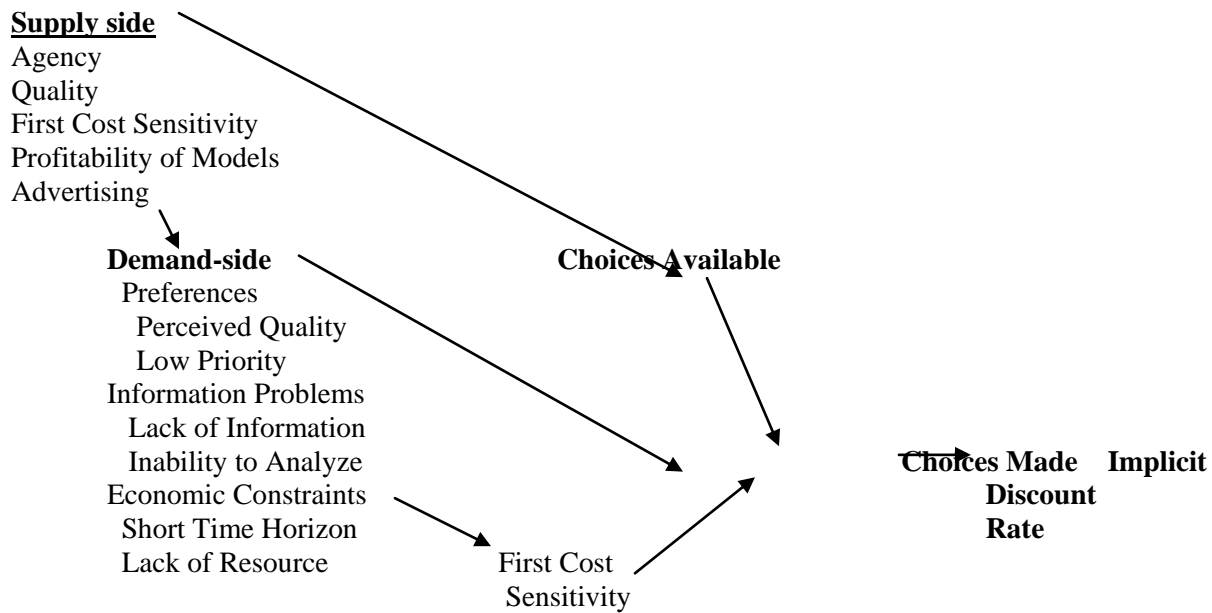 Supply side
Agency
Quality
First Cost Sensitivity
Profitability of Models
Advertising
Demand-side
Choices Available
Preferences
Perceived Quality
Low Priority
Information Problems
Lack of Information
Inability to Analyze
Choices Made Implicit
Economic Constraints
Discount
Short Time Horizon
Rate
Lack of Resource
First Cost
Sensitivity